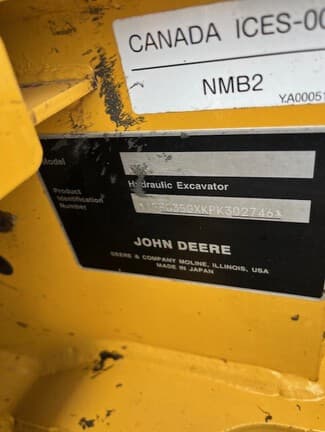 CANADA ICES-00
NMB2
YA00051
Model
Hydraulic Excavator
Product
Identification
Number
JOHN DEERE
DEERE & COMPANY MOLINE, ILLINOIS, USA
MADE IN JAPAN